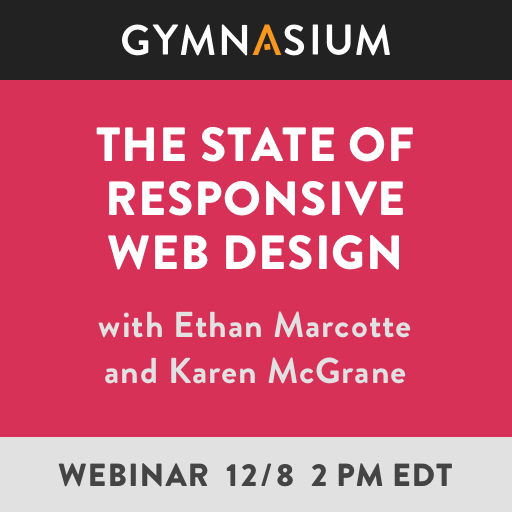 GYMNASIUM
THE STATE OF
RESPONSIVE
WEB DESIGN
with Ethan Marcotte
and Karen McGrane
WEBINAR 12/8 2 PM EDT